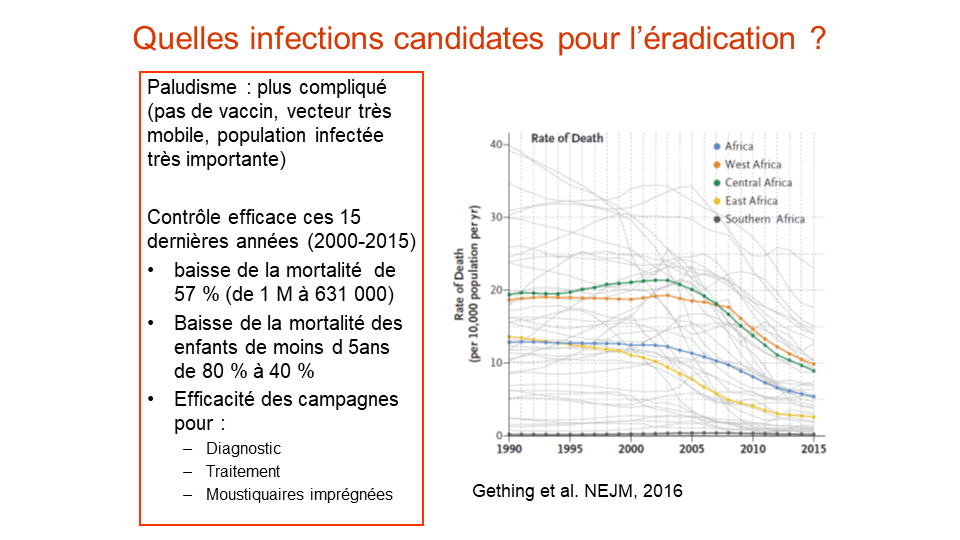 Quelles infections candidates pour l’éradication ?
Paludisme : plus compliqué
(pas de vaccin, vecteur très
mobile, population infectée
très importante)
Contrôle efficace ces 15
dernières années (2000-2015)
• baisse de la mortalité de
57 % (de 1 M à 631 000)
• Baisse de la mortalité des
enfants de moins d 5ans
de 80 % à 40 %
• Efficacité des campagnes
pour :
– Diagnostic
– Traitement
– Moustiquaires imprégnées
Rate of Death
Africa
West Africa
Central Africa
East Africa
Southern Africa
Rate of Death
(per 10,000 population per yr)
40
30
20
10
0
1990 1995 2000 2005 2010 2015
Gething et al. NEJM, 2016